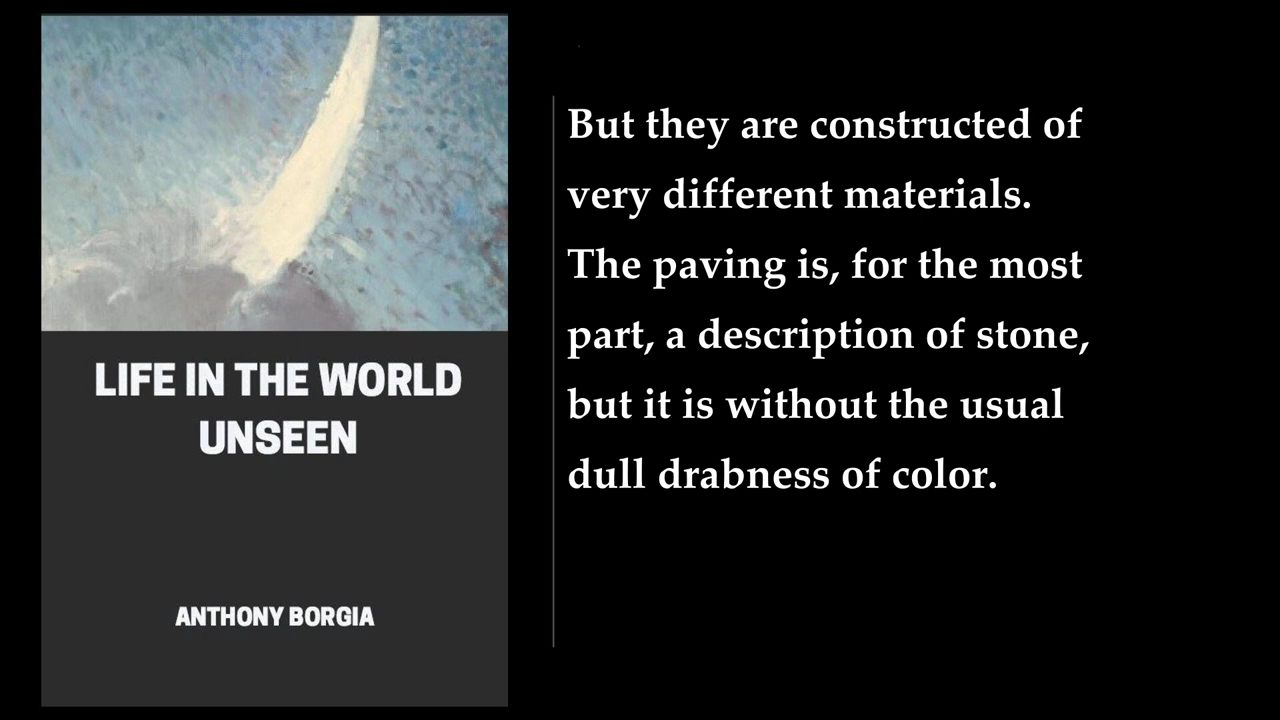 LIFE IN THE WORLD
UNSEEN
ANTHONY BORGIA
But they are constructed of
very different materials.
The paving is, for the most
part, a description of stone,
but it is without the usual
dull drabness of color.